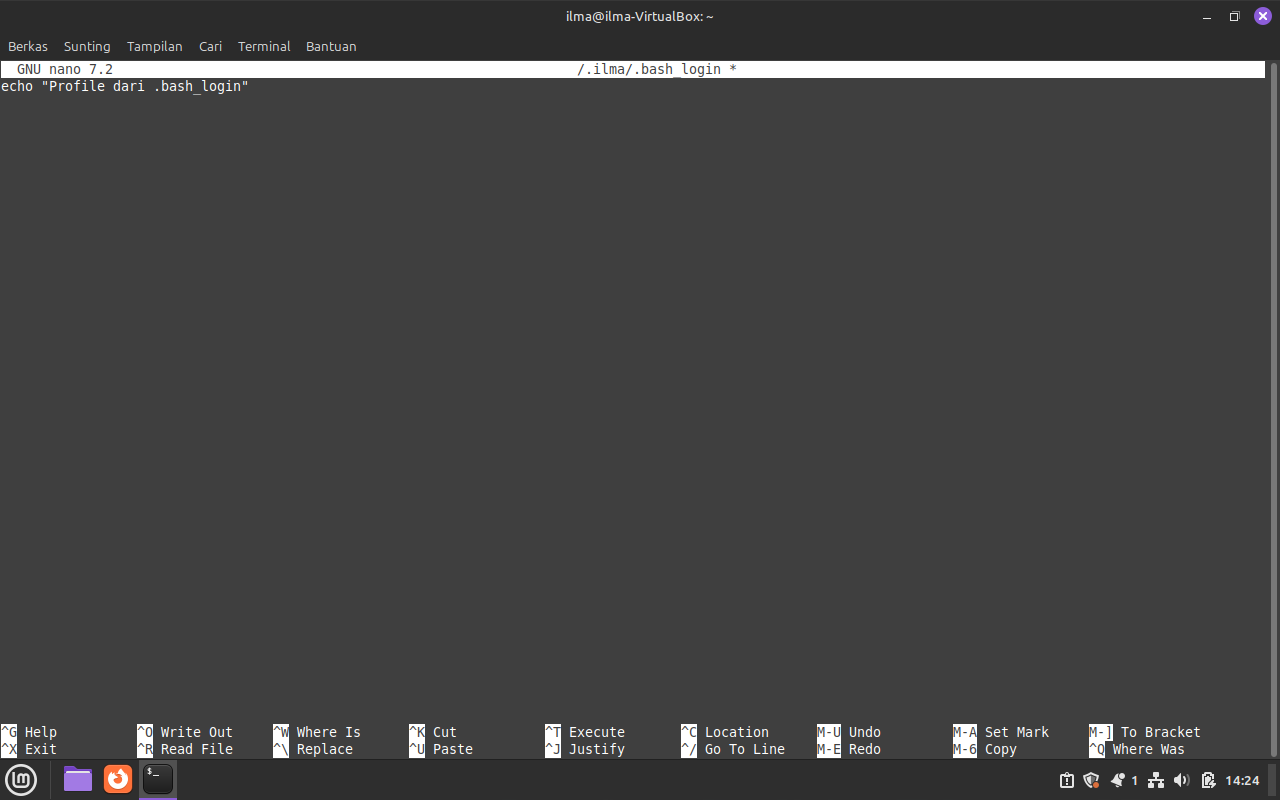 ilma@ilma-VirtualBox: ~
Berkas Sunting Tampilan Cari Terminal Bantuan
GNU nano 7.2 /.ilma/.bash_login *
echo "Profile dari .bash_login"
^G Help ^O Write Out ^W Where Is ^K Cut ^T Execute ^C Location M-U Undo M-A Set Mark M-] To Bracket
^X Exit ^R Read File ^\ Replace ^U Paste ^J Justify ^/ Go To Line M-E Redo M-6 Copy ^Q Where Was
lm $_ 1 14:24